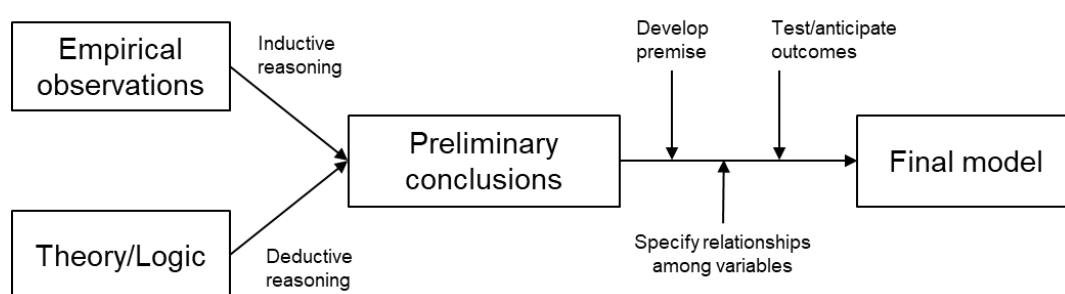 Empirical
observations
Inductive
reasoning
Theory/Logic
Deductive
reasoning
Preliminary
conclusions
Develop
premise
Specify relationships
among variables
Test/anticipate
outcomes
Final model